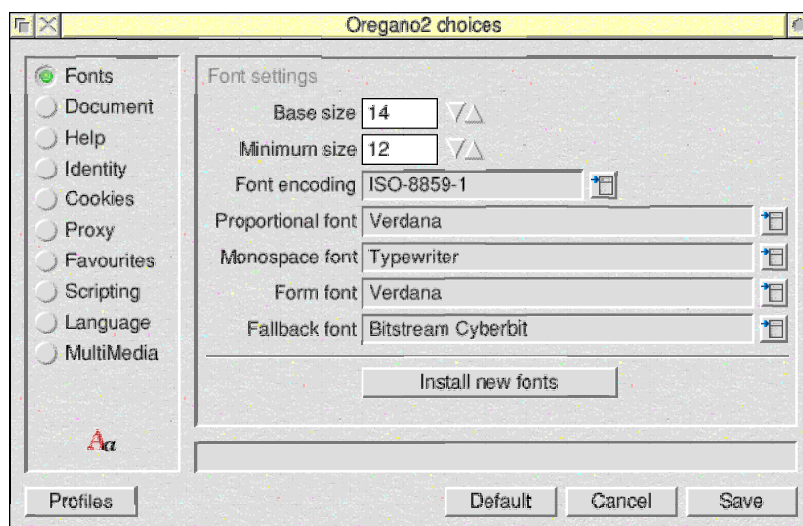 Oregano2 choices
Fonts
Document
Help
Identity
Cookies
Proxy
Favourites
Scripting
Language
MultiMedia
Aa
Font settings
Base size 14
Minimum size 12
Font encoding ISO-8859-1
Proportional font Verdana
Monospace font Typewriter
Form font Verdana
Fallback font Bitstream Cyberbit
Install new fonts
Profiles
Default
Cancel
Save